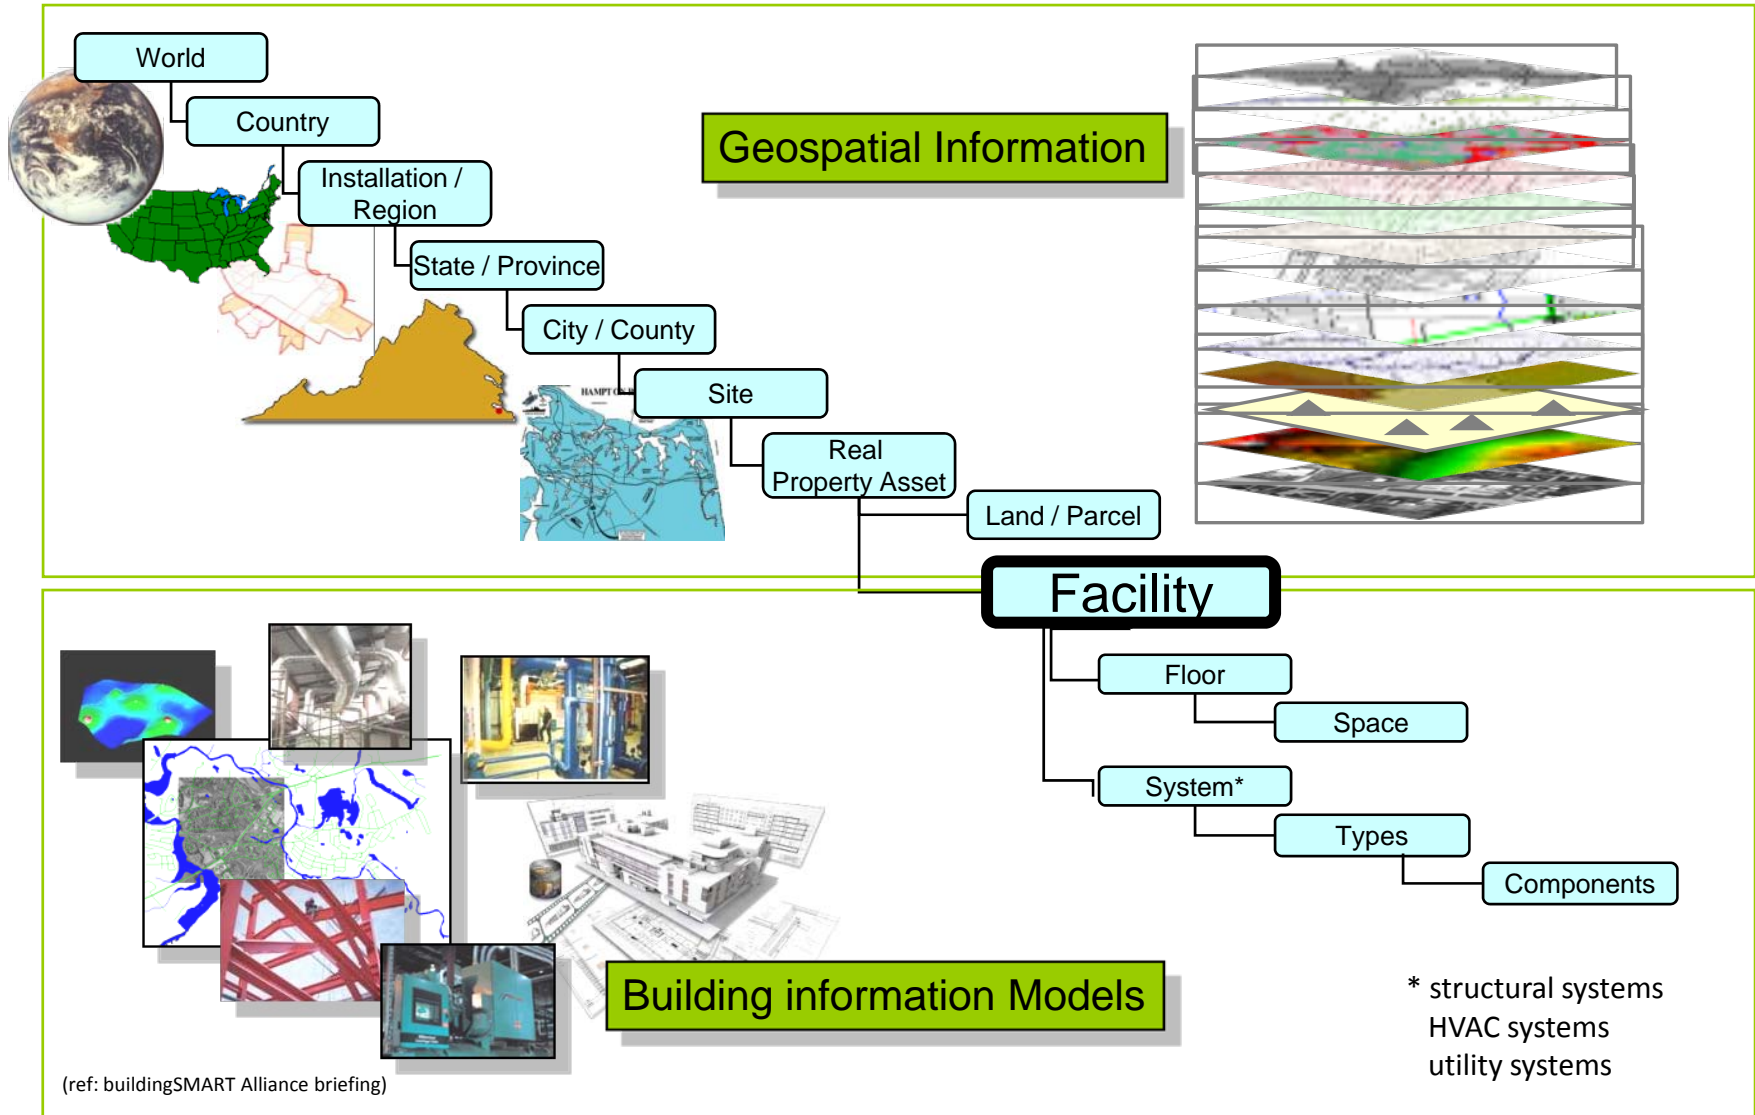 World
Country
Installation /
Region
State / Province
City / County
Site
Real
Property Asset
Land / Parcel
Geospatial Information
HAMPTON
Facility
Floor
Space
System*
Types
Components
Building information Models
* structural systems
HVAC systems
utility systems
(ref: buildingSMART Alliance briefing)